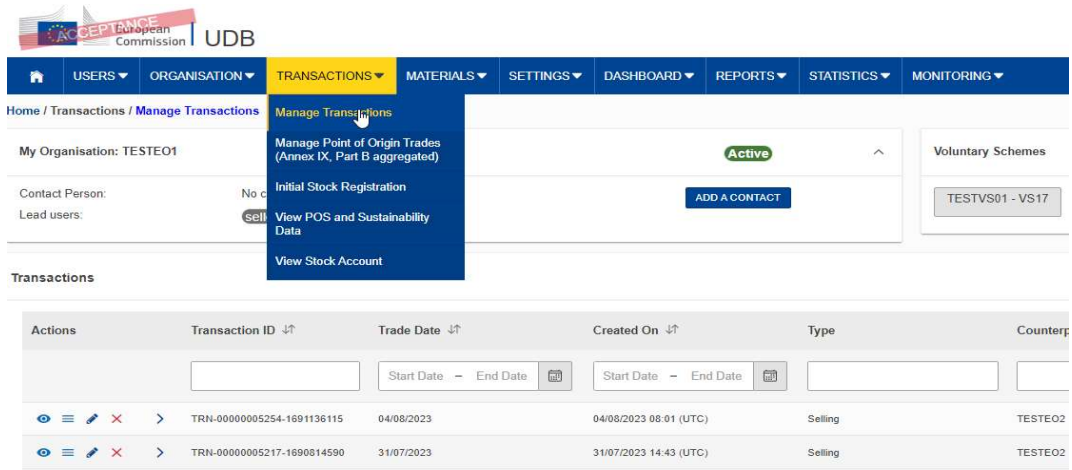 ACCEPTANCE
European
Commission
UDB
USERS ORGANISATION TRANSACTIONS MATERIALS SETTINGS DASHBOARD REPORTS STATISTICS MONITORING
Home / Transactions / Manage Transactions
Manage Transactions
Manage Point of Origin Trades
(Annex IX, Part B aggregated)
Initial Stock Registration
View POS and Sustainability
Data
View Stock Account
My Organisation: TESTEO1
Active
Voluntary Schemes
Contact Person: No c
ADD A CONTACT
TESTVS01 - VS17
Lead users: sell
Transactions
Actions Transaction ID Trade Date Created On Type Counterp
Start Date – End Date Start Date – End Date
TRN-00000005254-1691136115 04/08/2023 04/08/2023 08:01 (UTC) Selling TESTEO2
TRN-00000005217-1690814590 31/07/2023 31/07/2023 14:43 (UTC) Selling TESTEO2